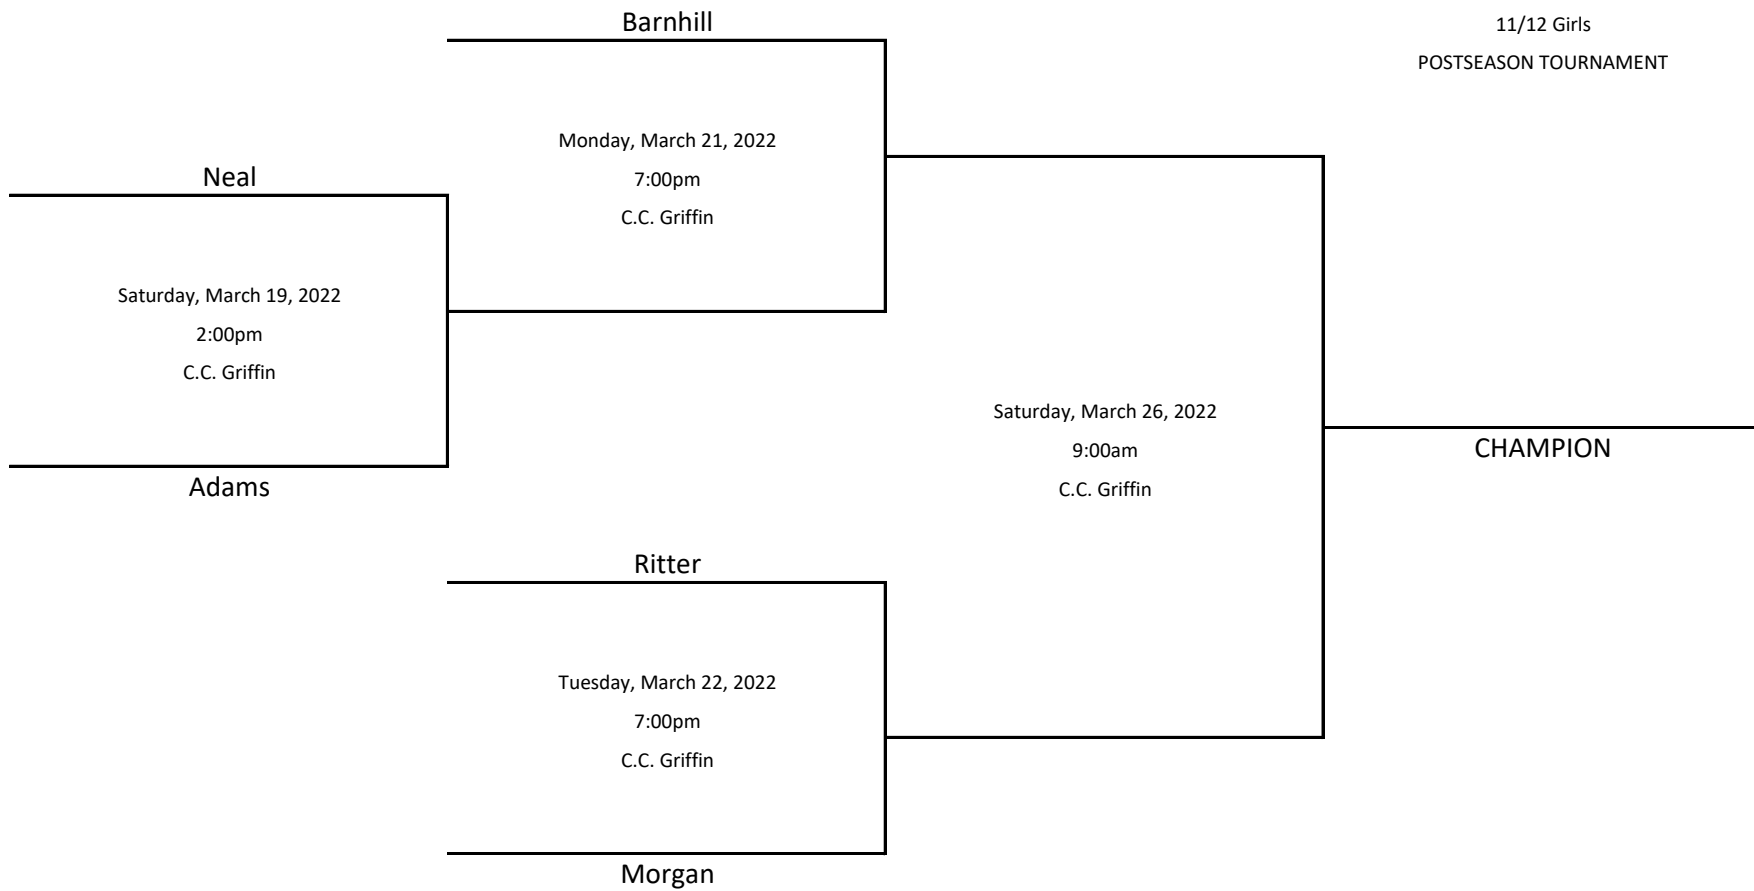 Barnhill
11/12 Girls
POSTSEASON TOURNAMENT
Monday, March 21, 2022
7:00pm
C.C. Griffin
Neal
Saturday, March 19, 2022
2:00pm
C.C. Griffin
Adams
Saturday, March 26, 2022
9:00am
C.C. Griffin
CHAMPION
Ritter
Tuesday, March 22, 2022
7:00pm
C.C. Griffin
Morgan